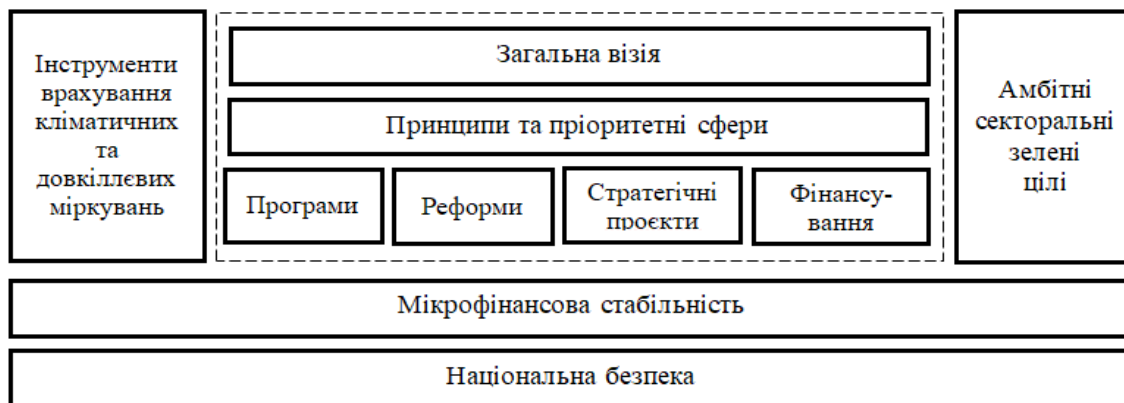 Інструменти
врахування
кліматичних
та
довкіллєвих
міркувань
Загальна візія
Принципи та пріоритетні сфери
Програми
Реформи
Стратегічні
проєкти
Фінансу-
вання
Амбітні
секторальні
зелені
цілі
Мікрофінансова стабільність
Національна безпека